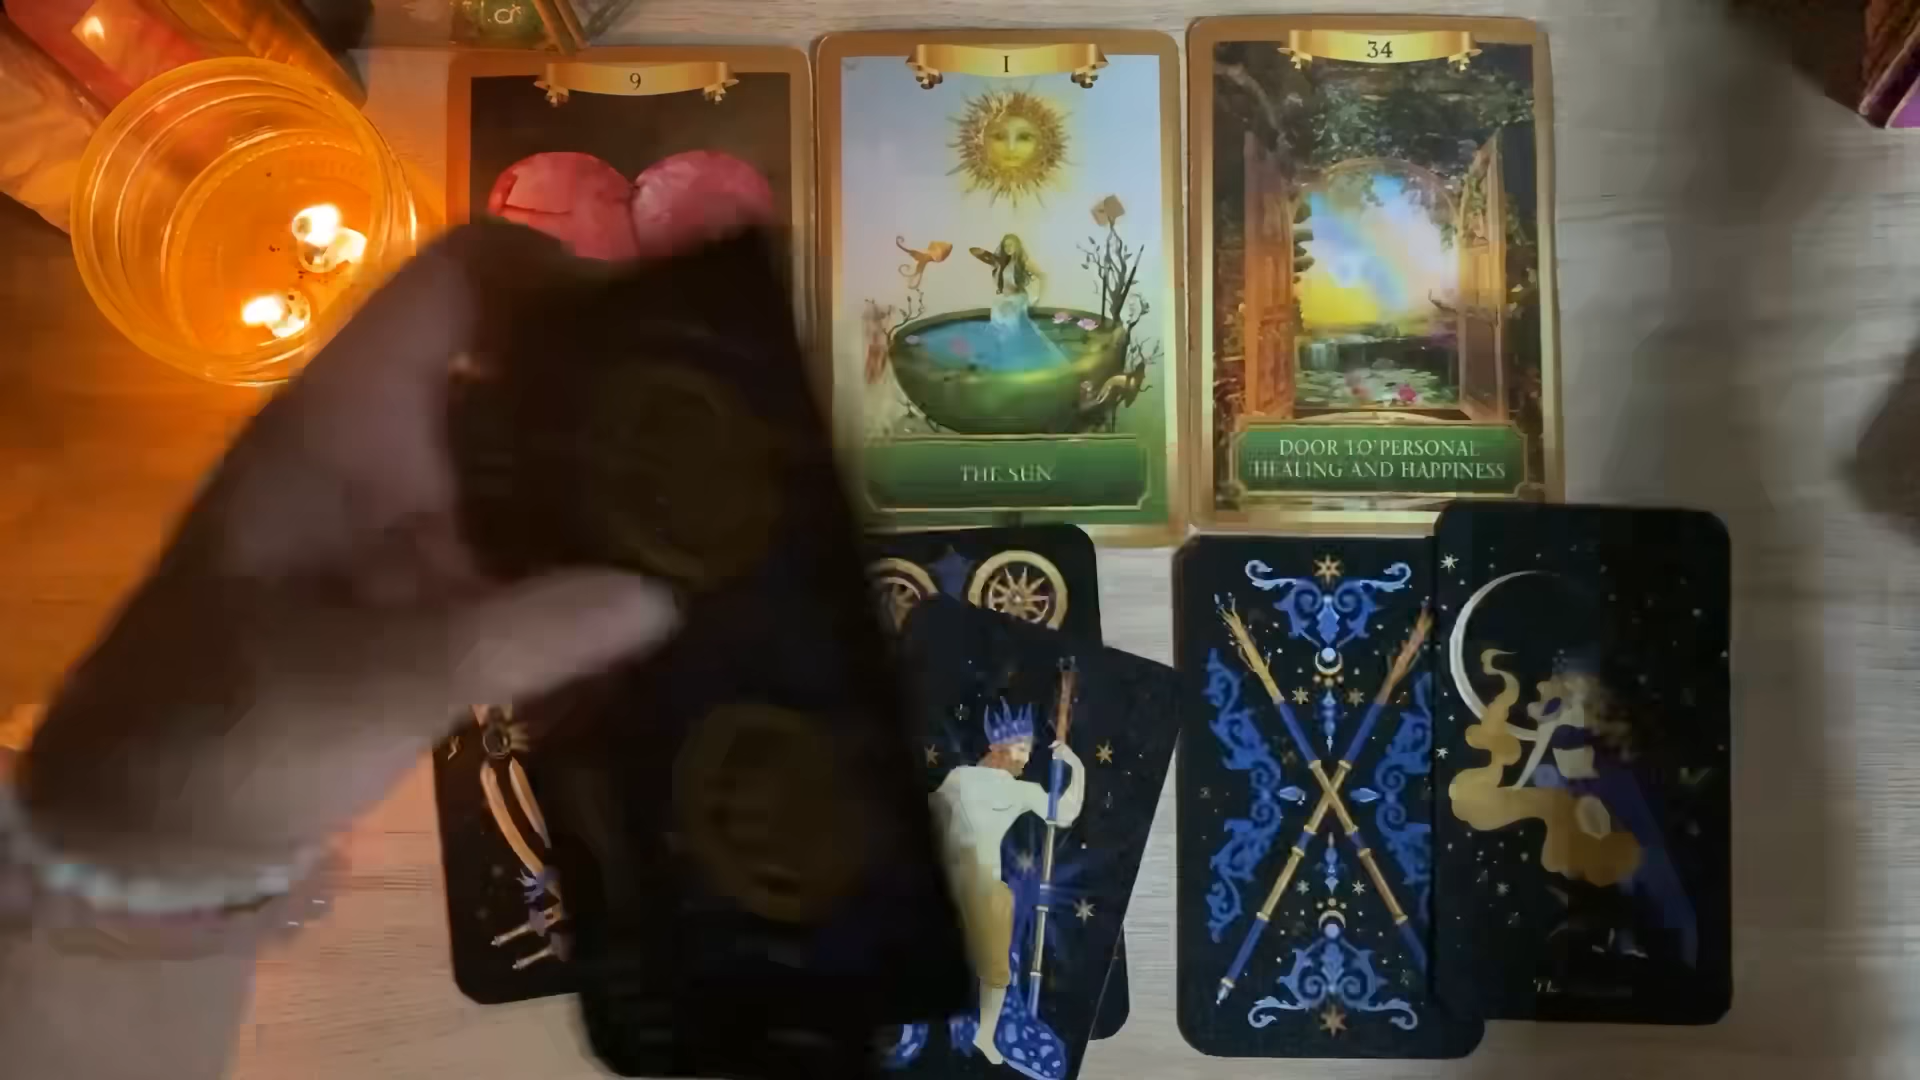 9
I
34
THE SUN
DOOR TO PERSONAL
HEALING AND HAPPINESS